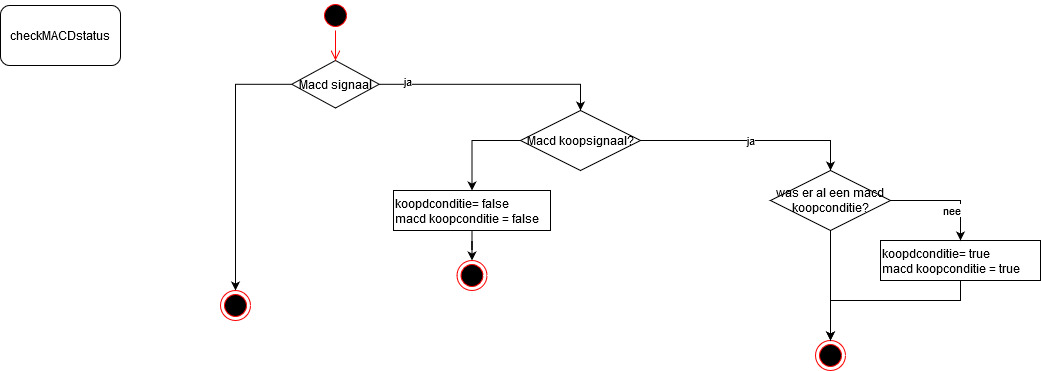 checkMACDstatus
Macd signaal
ja
Macd koopsignaal?
ja
koopdconditie= false
macd koopconditie = false
was er al een macd
koopconditie?
nee
koopdconditie= true
macd koopconditie = true